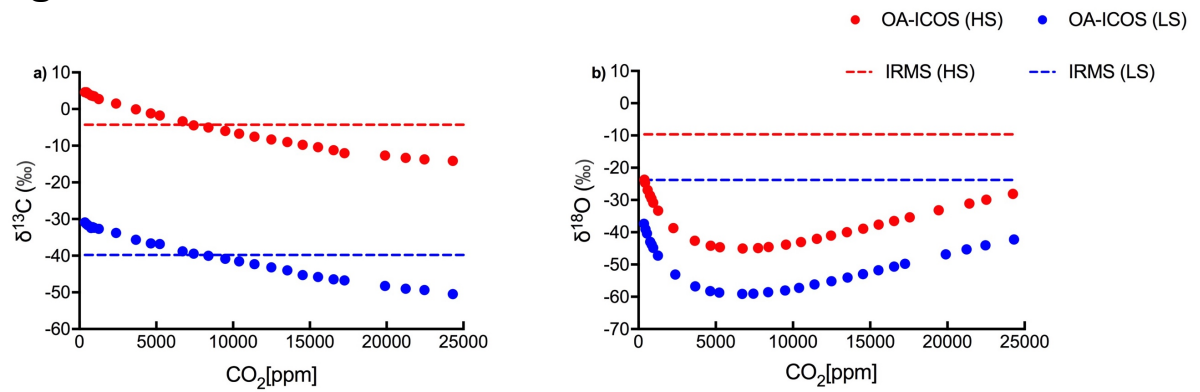 OA-ICOS (HS) OA-ICOS (LS)
IRMS (HS) IRMS (LS)
a)
10
0
-10
-20
-30
-40
-50
-60
δ¹³C (‰)
0 5000 10000 15000 20000 25000
CO₂[ppm]
b)
10
0
-10
-20
-30
-40
-50
-60
-70
δ¹⁸O (‰)
0 5000 10000 15000 20000 25000
CO₂[ppm]